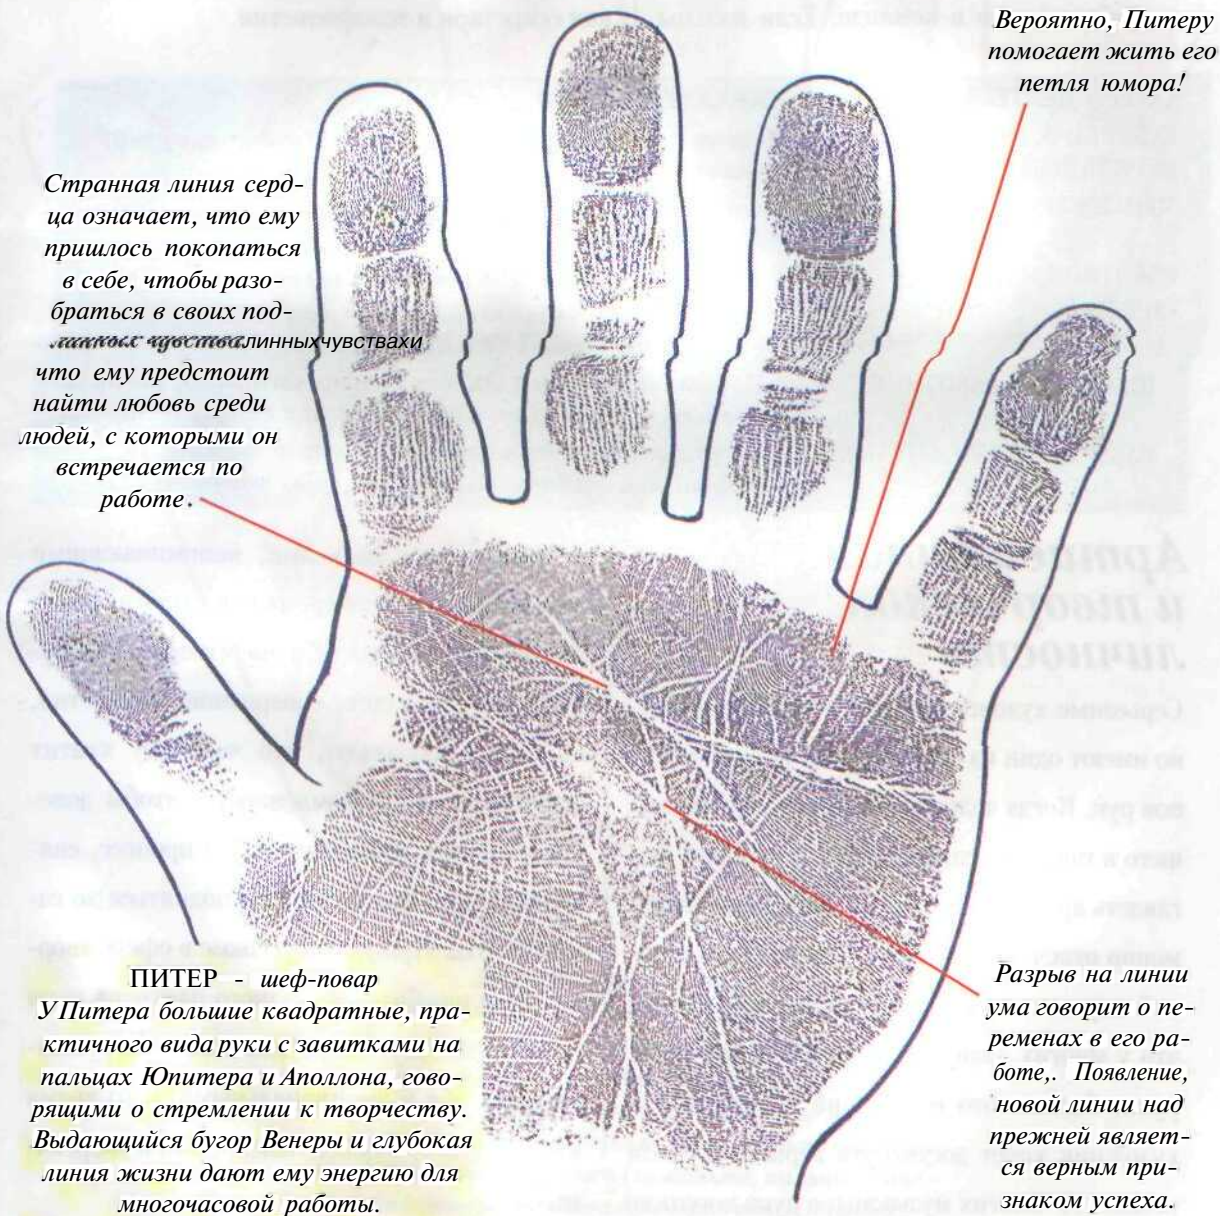 Вероятно, Питеру
помогает жить его
петля юмора!
Странная линия серд-
ца означает, что ему
пришлось покопаться
в себе, чтобы разо-
браться в своих под-
линныхчувствахи
что ему предстоит
найти любовь среди
людей, с которыми он
встречается по
работе.
ПИТЕР - шеф-повар
УПитера большие квадратные, пра-
ктичного вида руки с завитками на
пальцах Юпитера и Аполлона, гово-
рящими о стремлении к творчеству.
Выдающийся бугор Венеры и глубокая
линия жизни дают ему энергию для
многочасовой работы.
Разрыв на линии
ума говорит о пе-
ременах в его ра-
боте,. Появление,
новой линии над
прежней являет-
ся верным при-
знаком успеха.